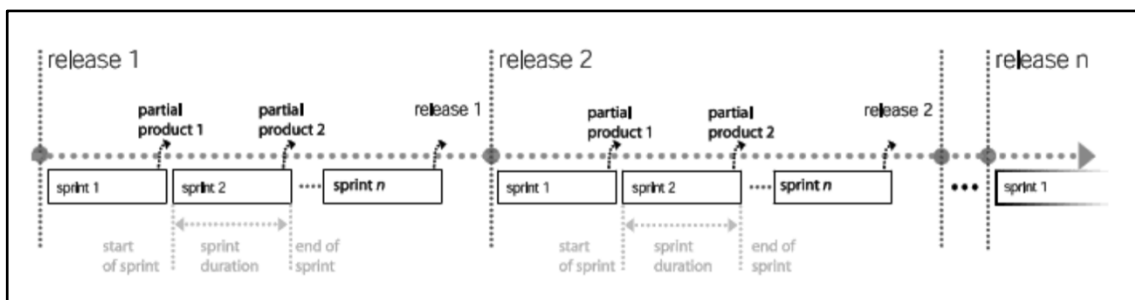 release 1
release 2
release n
partial
product 1
partial
product 2
release 1
partial
product 1
partial
product 2
release 2
sprint 1
sprint 2
sprint n
sprint 1
sprint 2
sprint n
sprint 1
start
of sprint
sprint
duration
end of
sprint
start
of sprint
sprint
duration
end of
sprint